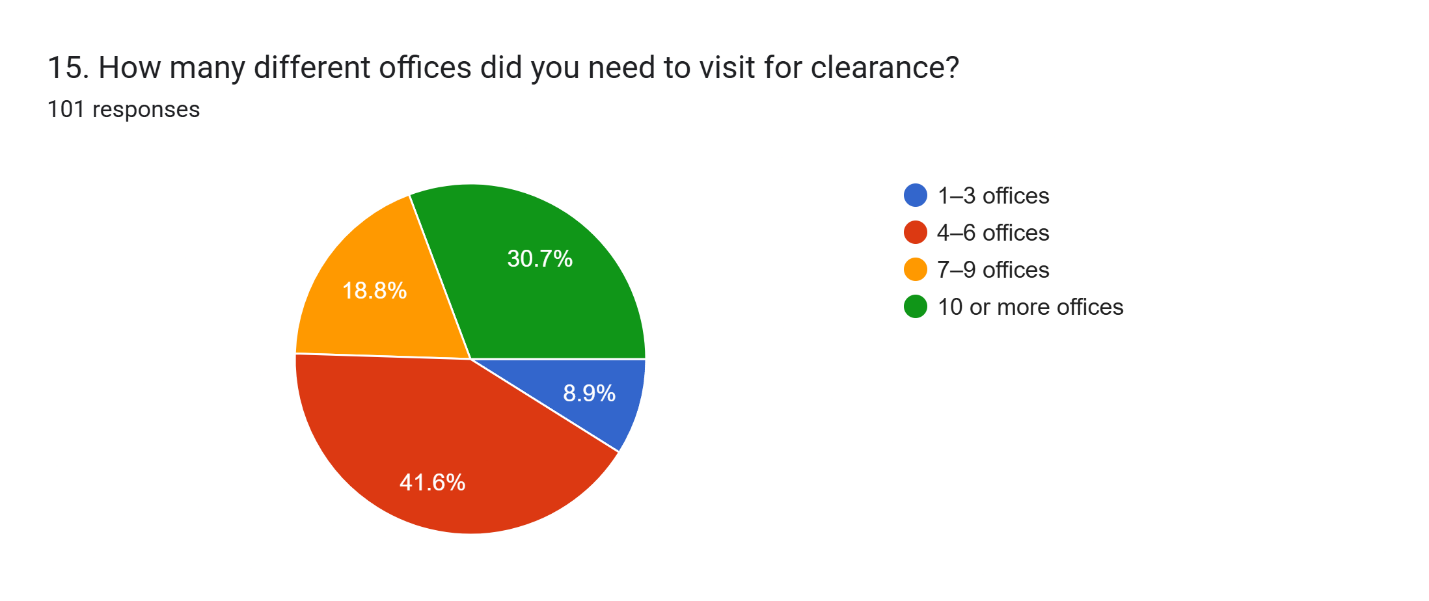 15. How many different offices did you need to visit for clearance?
101 responses
30.7%
18.8%
8.9%
41.6%
1–3 offices
4–6 offices
7–9 offices
10 or more offices